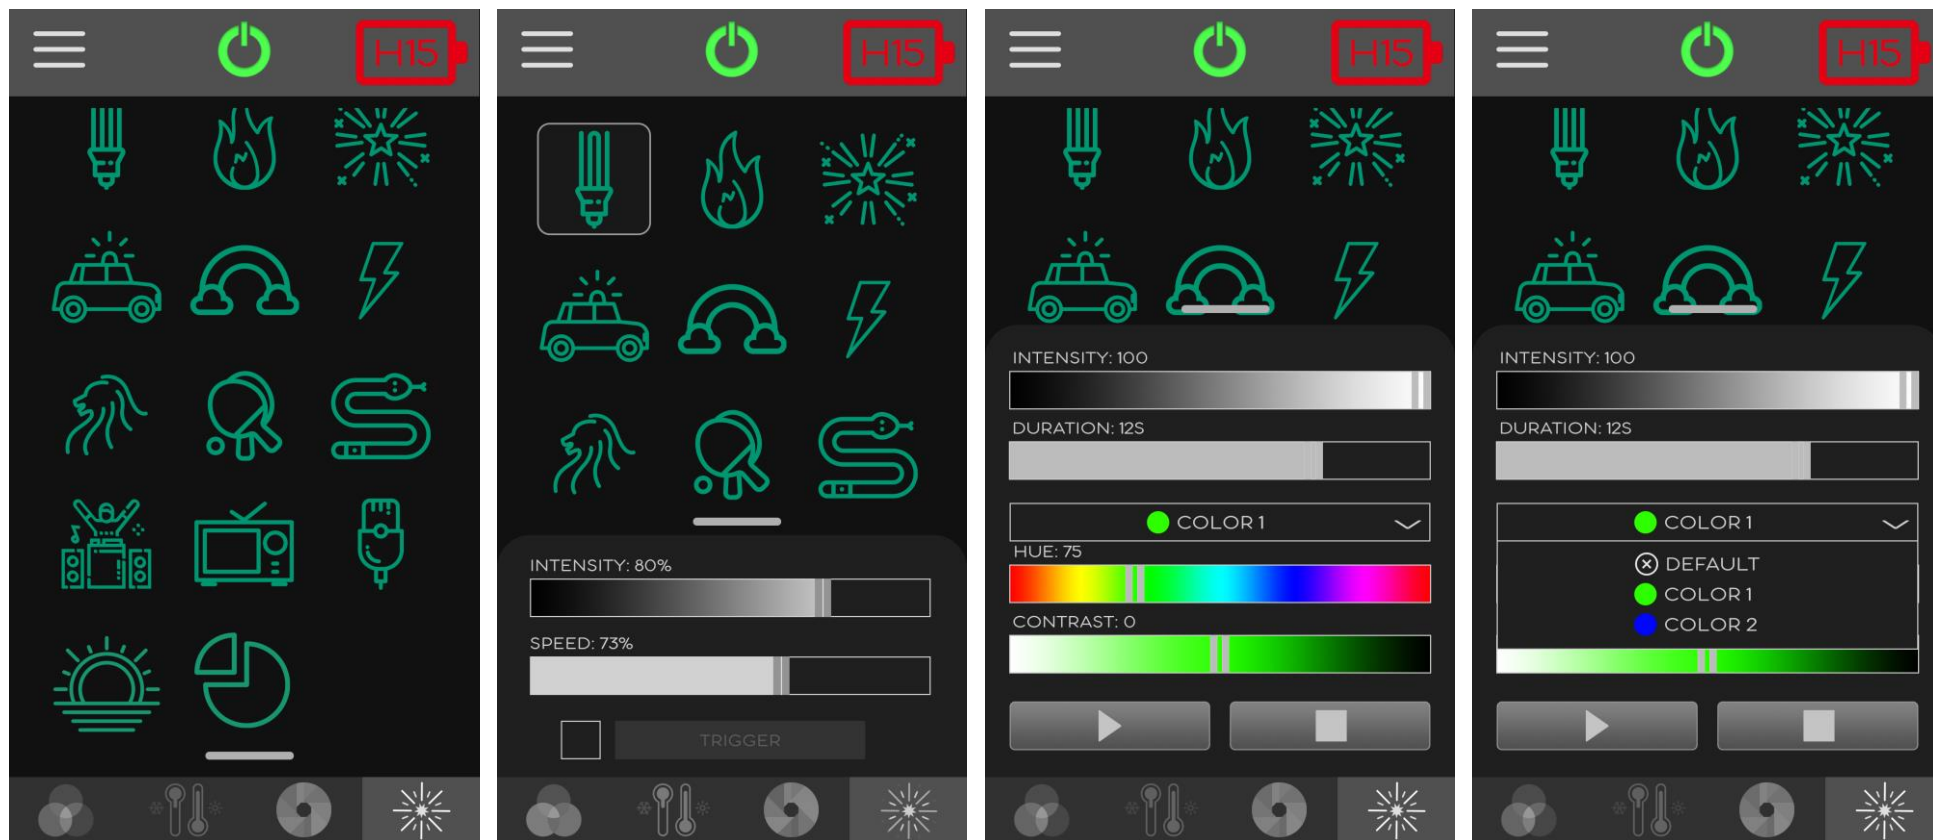 H15
H15
INTENSITY: 80%
SPEED: 73%
TRIGGER
H15
INTENSITY: 100
DURATION: 12S
COLOR 1
HUE: 75
CONTRAST: 0
H15
INTENSITY: 100
DURATION: 12S
COLOR 1
DEFAULT
COLOR 1
COLOR 2